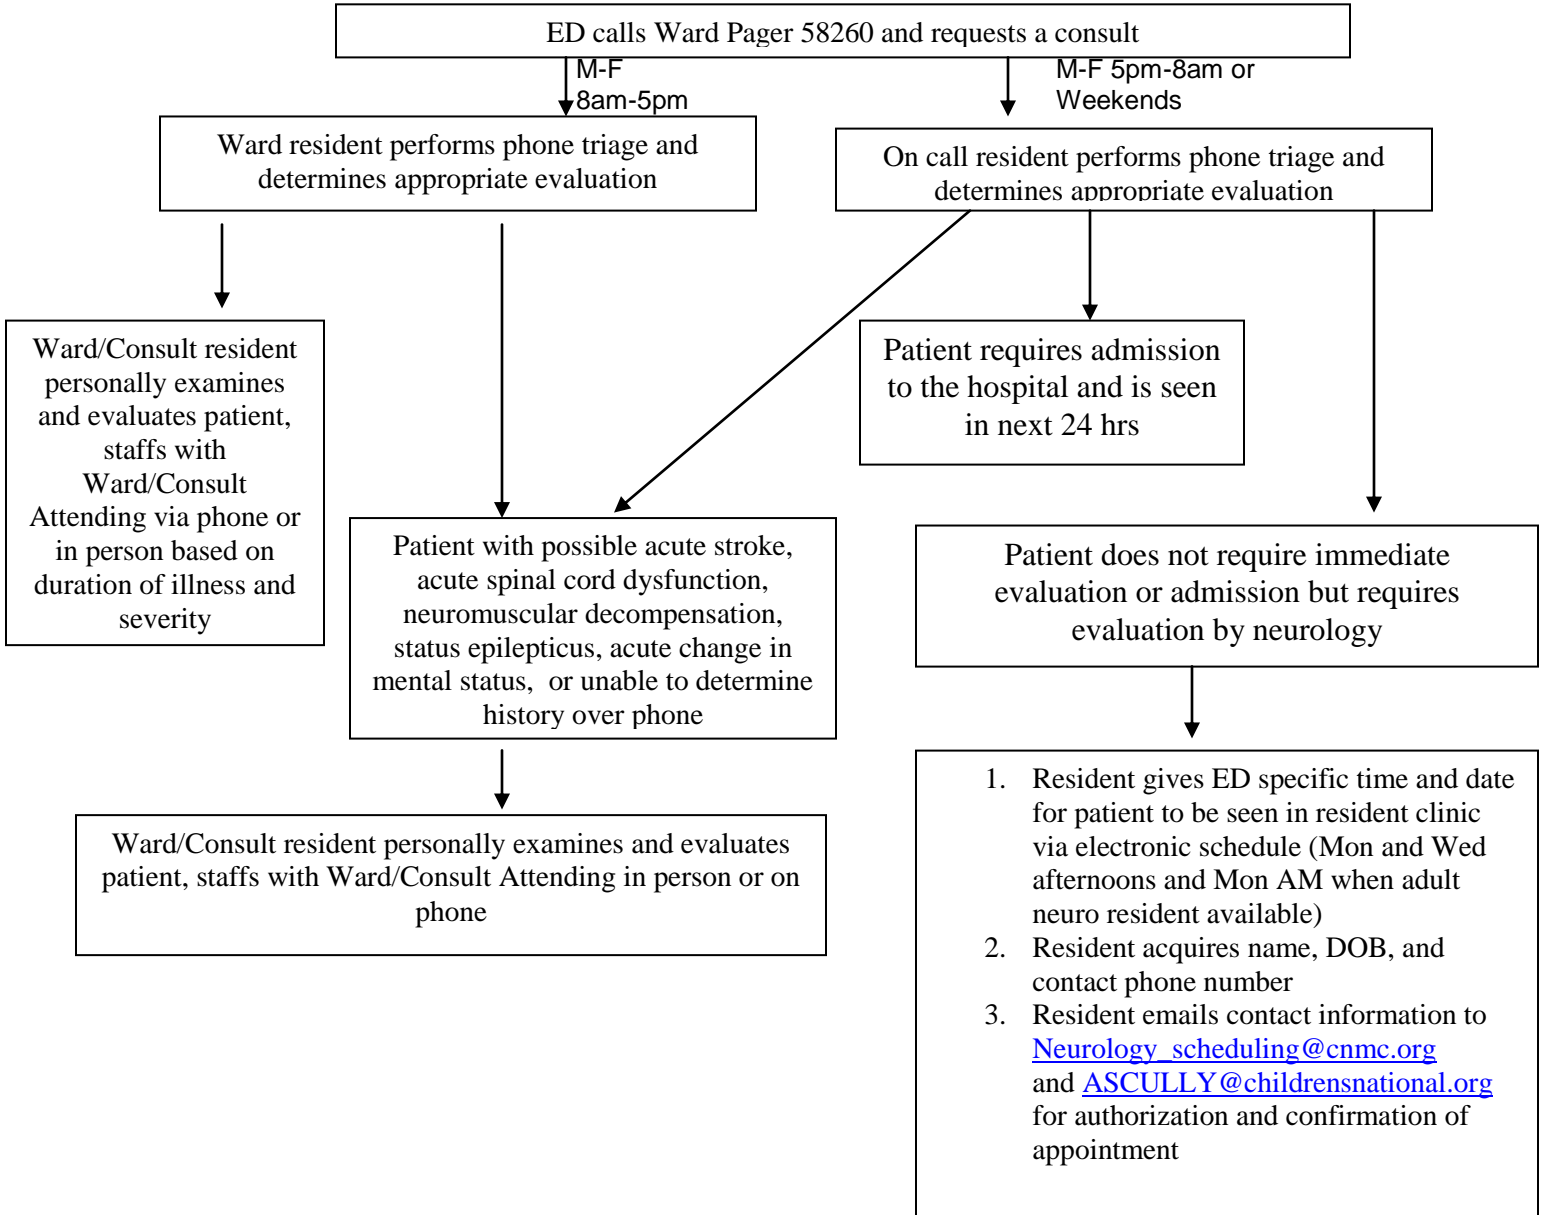 ED calls Ward Pager 58260 and requests a consult
M-F
8am-5pm
M-F 5pm-8am or
Weekends
Ward resident performs phone triage and
determines appropriate evaluation
On call resident performs phone triage and
determines appropriate evaluation
Ward/Consult resident
personally examines
and evaluates patient,
staffs with
Ward/Consult
Attending via phone or
in person based on
duration of illness and
severity
Patient requires admission
to the hospital and is seen
in next 24 hrs
Patient with possible acute stroke,
acute spinal cord dysfunction,
neuromuscular decompensation,
status epilepticus, acute change in
mental status, or unable to determine
history over phone
Patient does not require immediate
evaluation or admission but requires
evaluation by neurology
Ward/Consult resident personally examines and evaluates
patient, staffs with Ward/Consult Attending in person or on
phone
1. Resident gives ED specific time and date
for patient to be seen in resident clinic
via electronic schedule (Mon and Wed
afternoons and Mon AM when adult
neuro resident available)
2. Resident acquires name, DOB, and
contact phone number
3. Resident emails contact information to
Neurology_scheduling@cnmc.org
and ASCULLY@childrensnational.org
for authorization and confirmation of
appointment